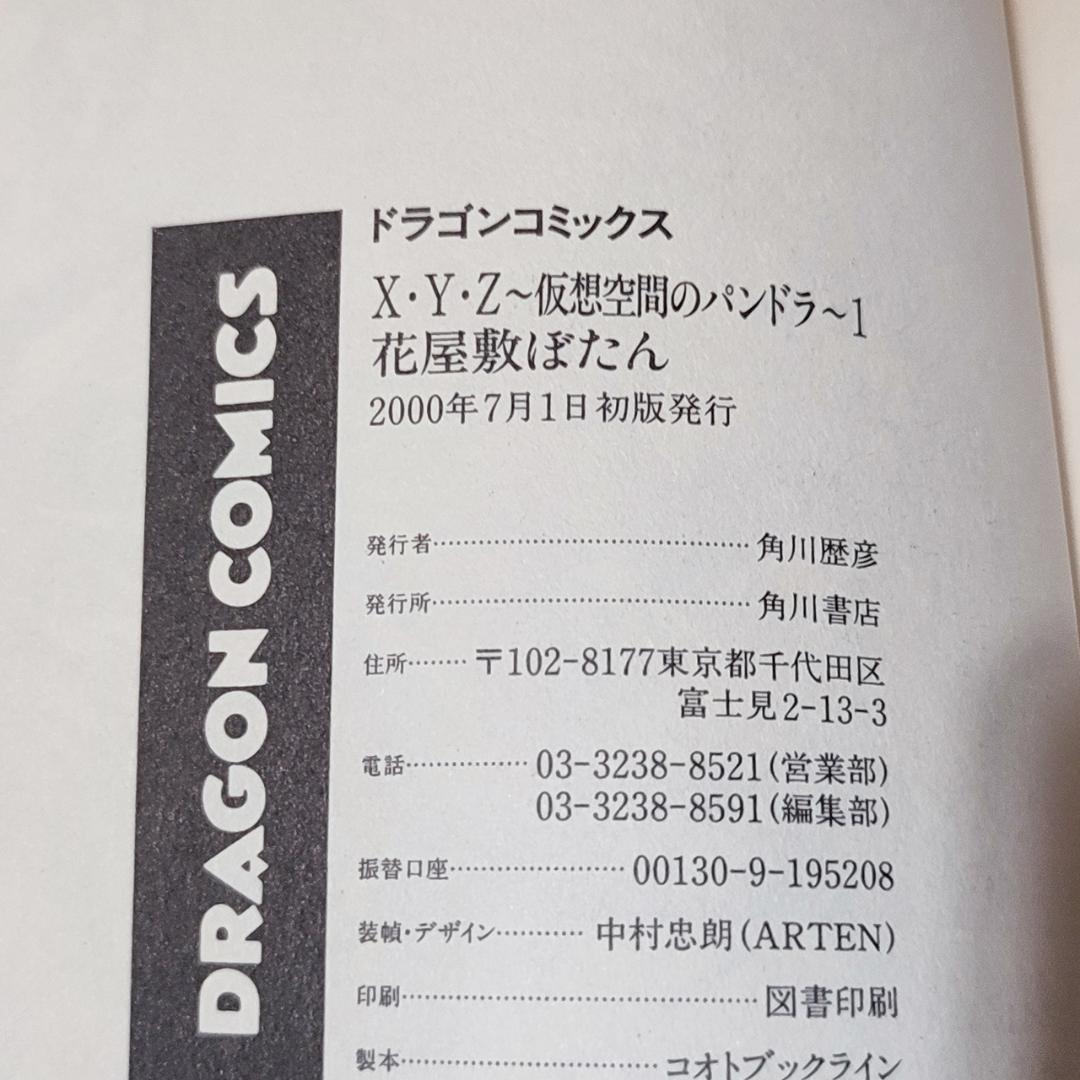 DRAGON COMICS
ドラゴンコミックス
X・Y・Z～仮想空間のパンドラ～1
花屋敷ぼたん
2000年7月1日初版発行
発行者……………………………………角川歴彦
発行所……………………………………角川書店
住所………〒102-8177東京都千代田区
富士見2-13-3
電話………………03-3238-8521(営業部)
03-3238-8591(編集部)
振替口座……………………00130-9-195208
装幀・デザイン…………中村忠朗(ARTEN)
印刷…………………………………………図書印刷
製本………………………………コオトブックライン